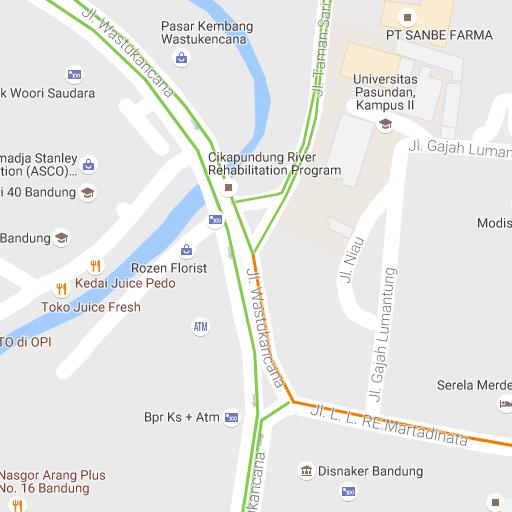 Jl. Wastukancana
Pasar Kembang
Wastukencana
Jl. Taman Sari
PT SANBE FARMA
k Woori Saudara
Universitas
Pasundan,
Kampus II
Jl. Gajah Lumant
madja Stanley
tion (ASCO)...
Cikapundung River
Rehabilitation Program
ri 40 Bandung
100
Modis
Bandung
Rozen Florist
Jl. Niau
Kedai Juice Pedo
Toko Juice Fresh
Jl. Wastukancana
Jl. Gajah Lumantung
TO di OPI
ATM
Serela Merde
Bpr Ks + Atm
Jl. L. L. RE.Martadinata
Nasgor Arang Plus
No. 16 Bandung
ukancana
Disnaker Bandung